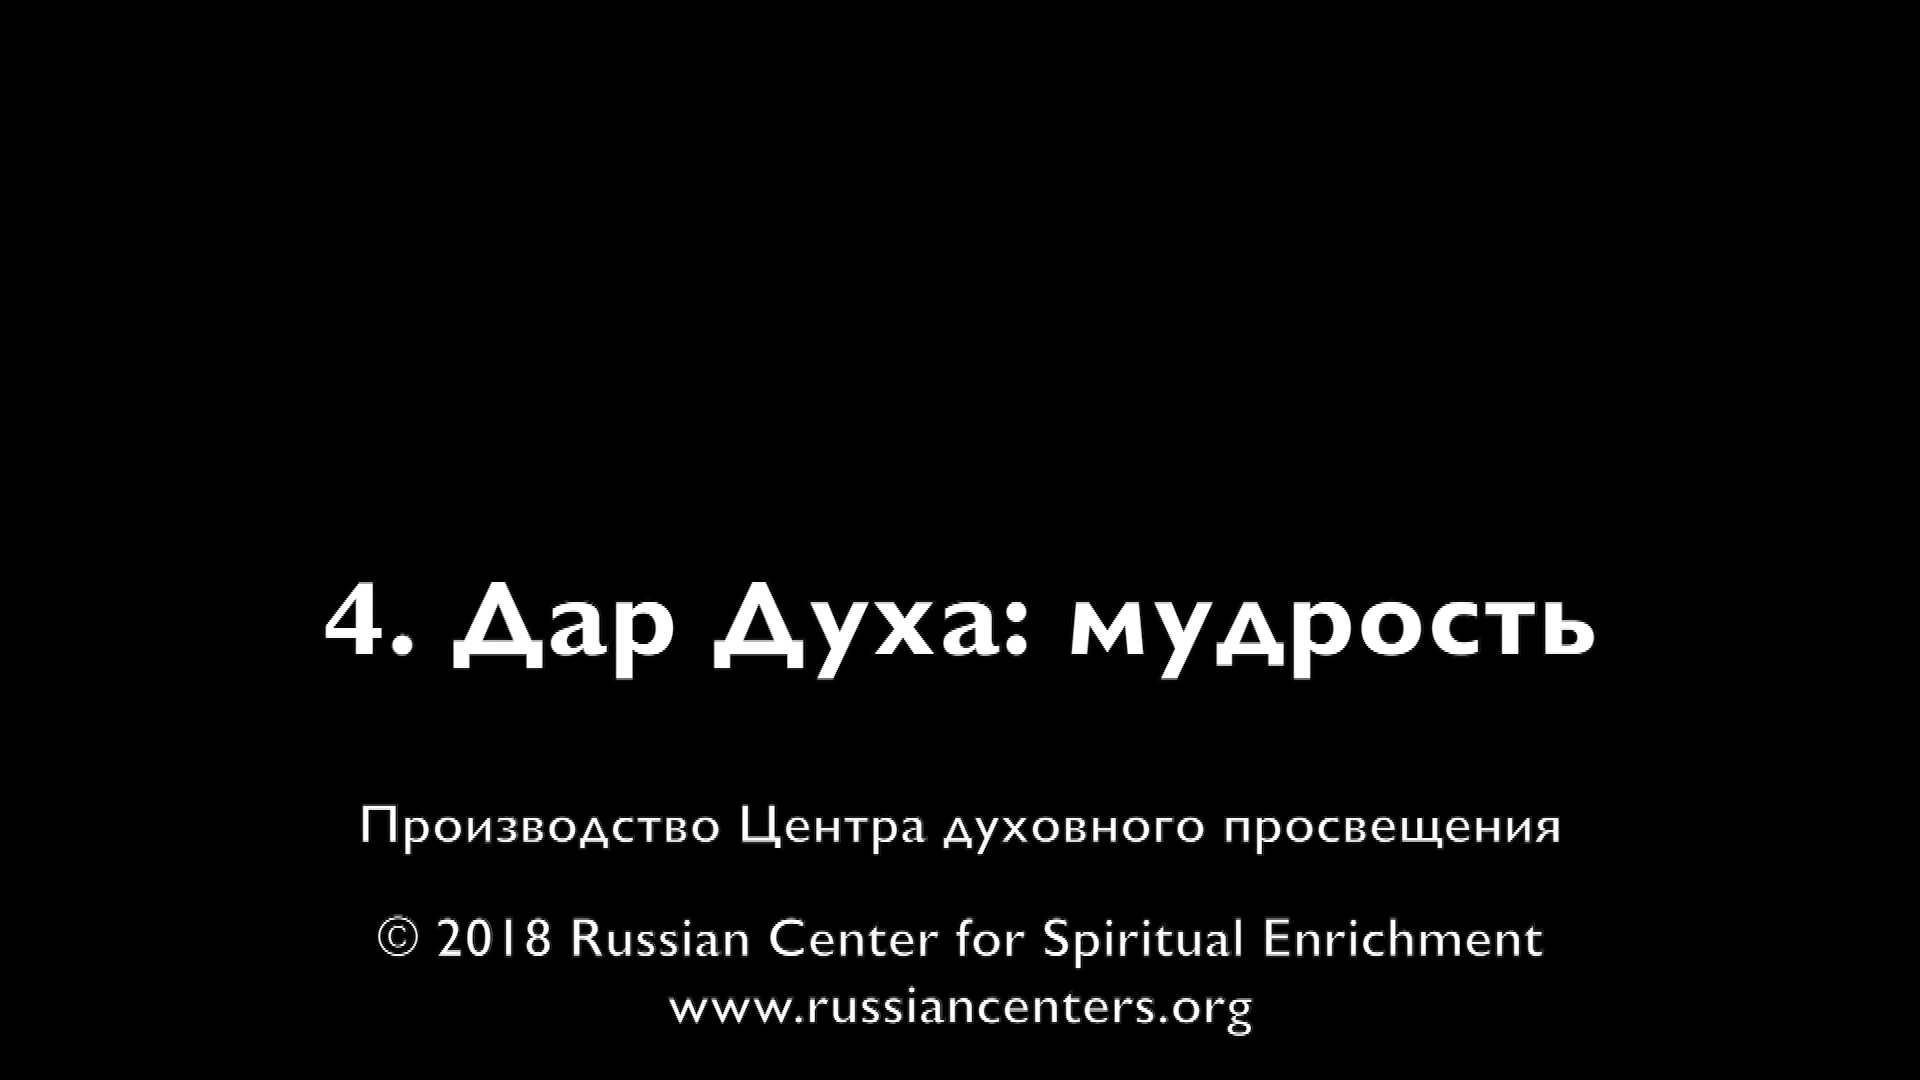 4. Дар Духа: мудрость
Производство Центра духовного просвещения
© 2018 Russian Center for Spiritual Enrichment
www.russiancenters.org